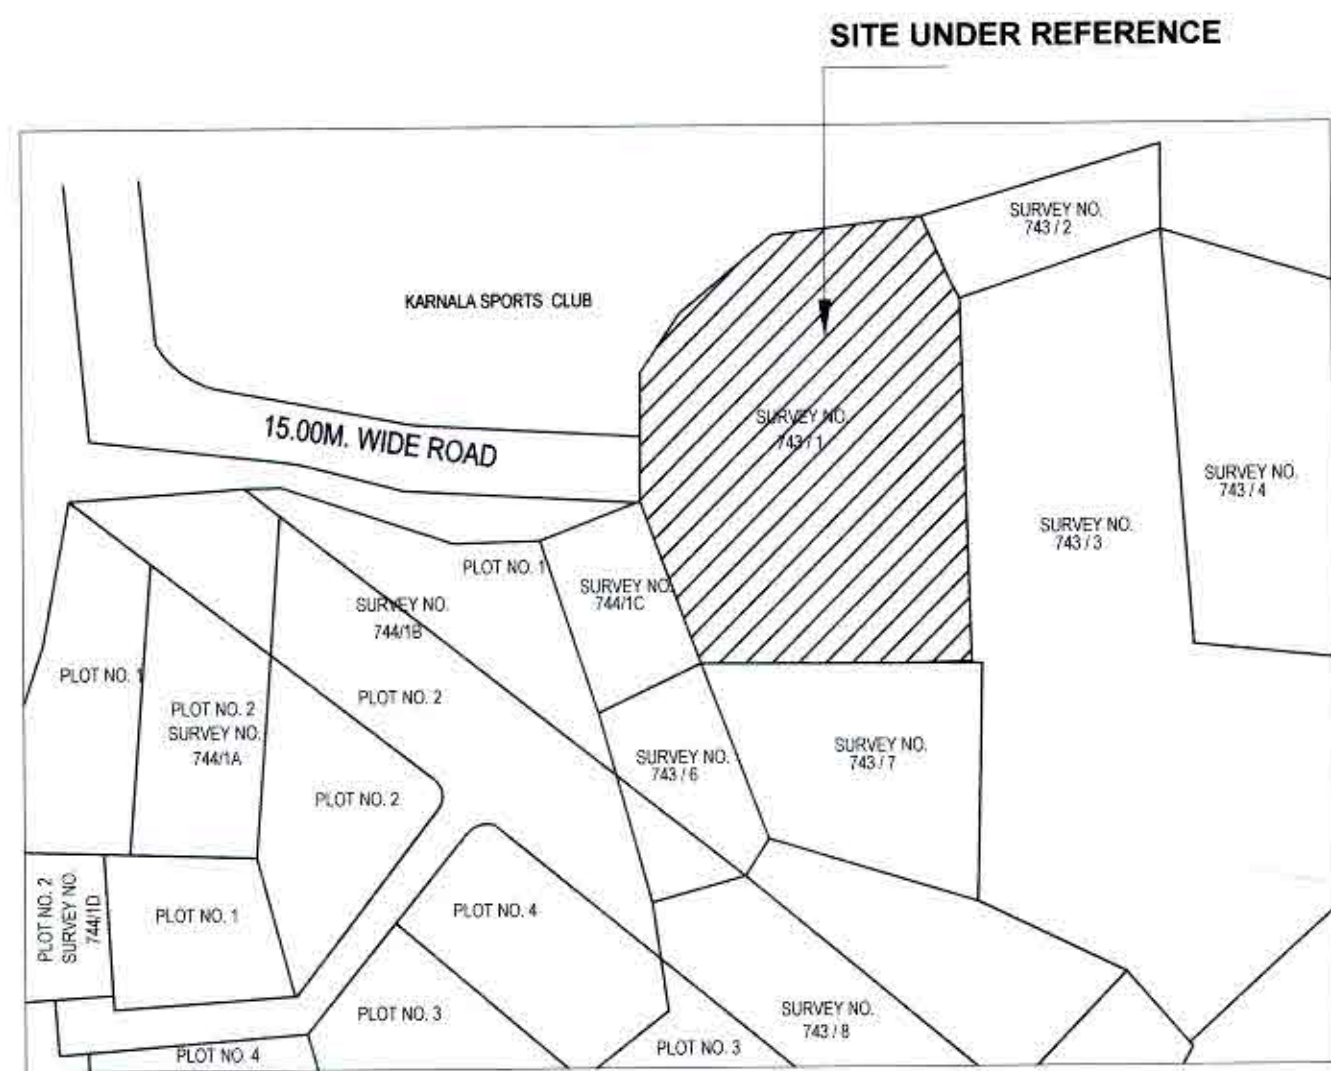 SITE UNDER REFERENCE
SURVEY NO.
743 / 2
KARNALA SPORTS CLUB
15.00M. WIDE ROAD
SURVEY NO.
743 / 1
SURVEY NO.
743 / 4
SURVEY NO.
743 / 3
PLOT NO. 1
SURVEY NO.
744/1C
SURVEY NO.
744/1B
PLOT NO. 1
PLOT NO. 2
SURVEY NO.
744/1A
PLOT NO. 2
SURVEY NO.
743 / 6
SURVEY NO.
743 / 7
PLOT NO. 2
PLOT NO. 2
SURVEY NO.
744/1D
PLOT NO. 1
PLOT NO. 4
PLOT NO. 3
SURVEY NO.
743 / 8
PLOT NO. 4
PLOT NO. 3